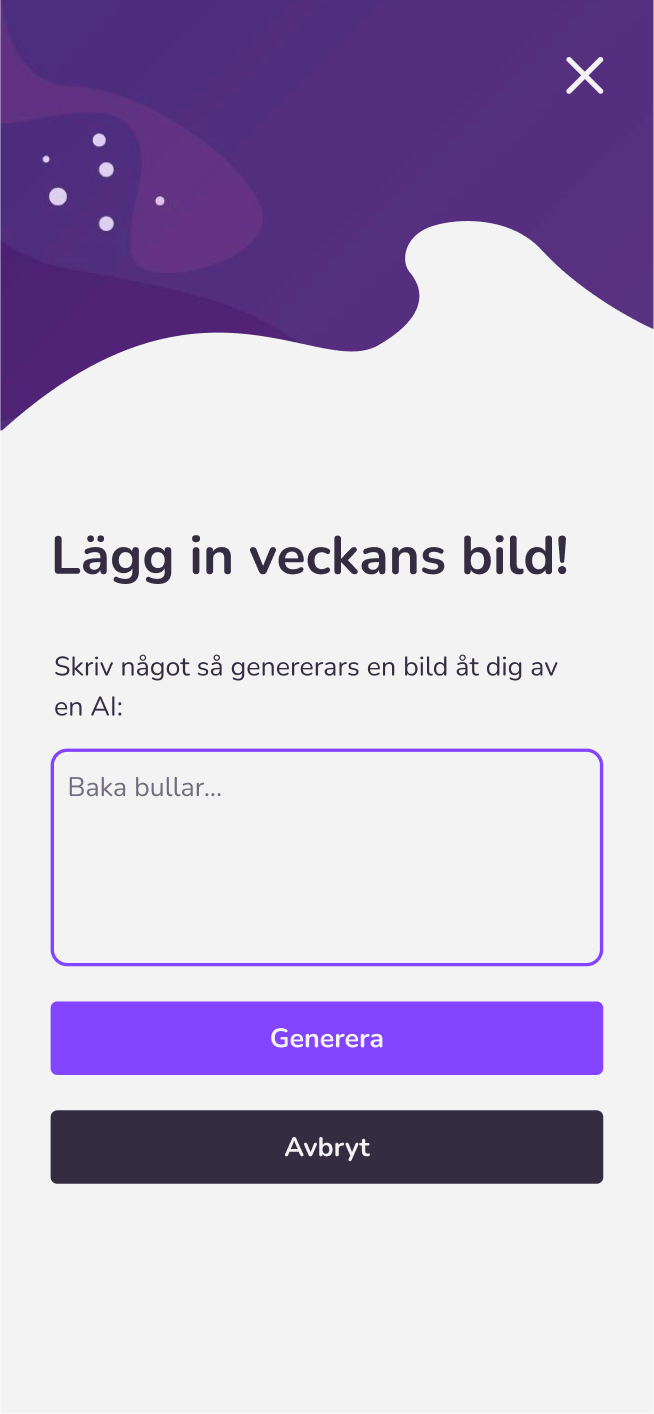 Lägg in veckans bild!
Skriv något så genererars en bild åt dig av
en AI:
Baka bullar...
Generera
Avbryt